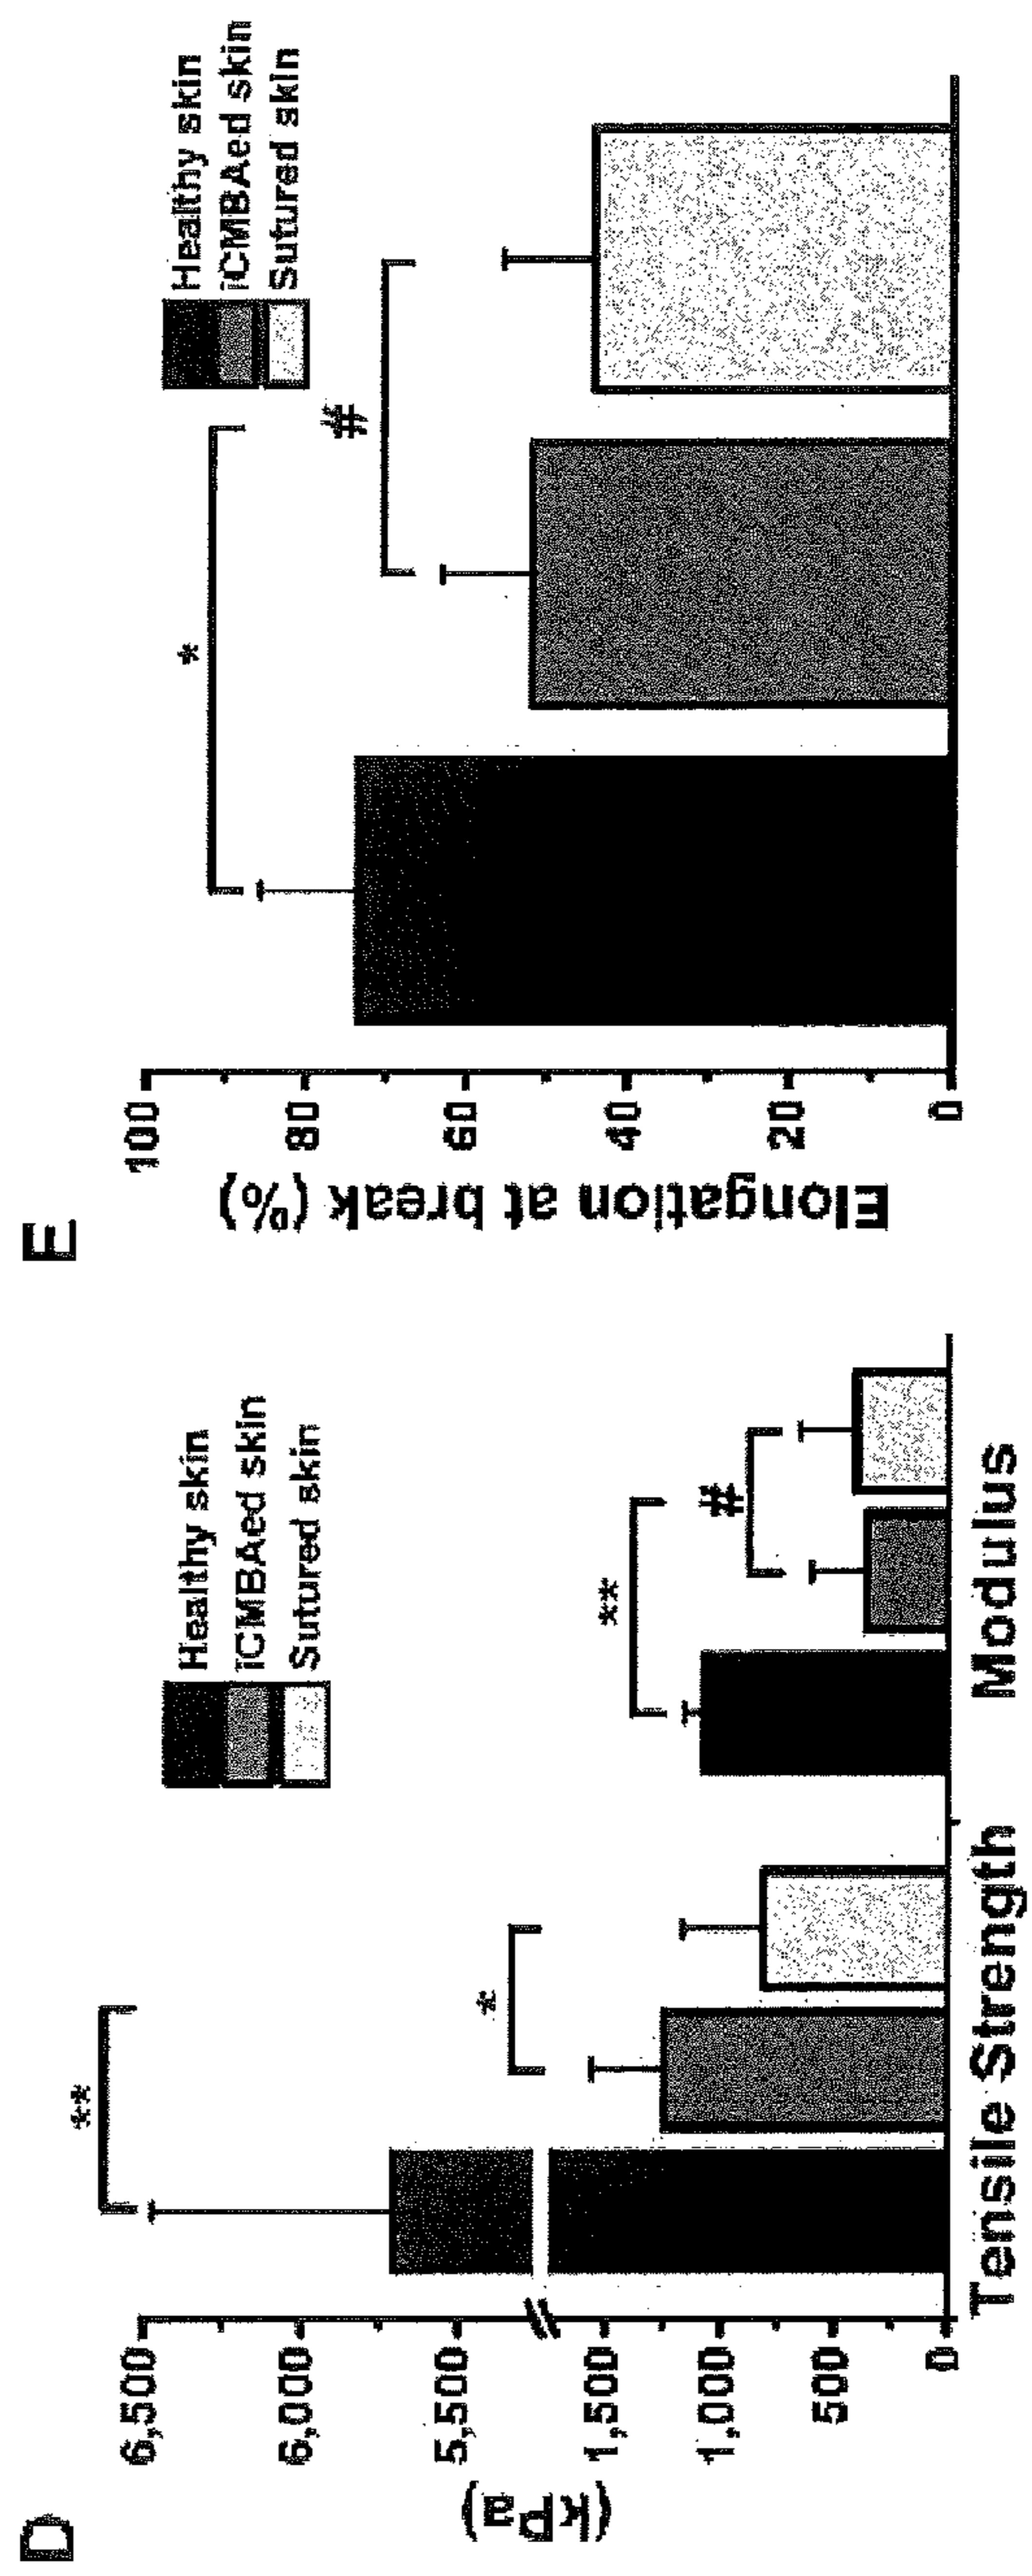 D
(kPa)
6,500
6,000
5,500
1,500
1,000
500
0
**
*
**
#
Healthy skin
iCMBAed skin
Sutured skin
Tensile Strength
Modulus
E
Elongation at break (%)
100
80
60
40
20
0
*
#
Healthy skin
iCMBAed skin
Sutured skin